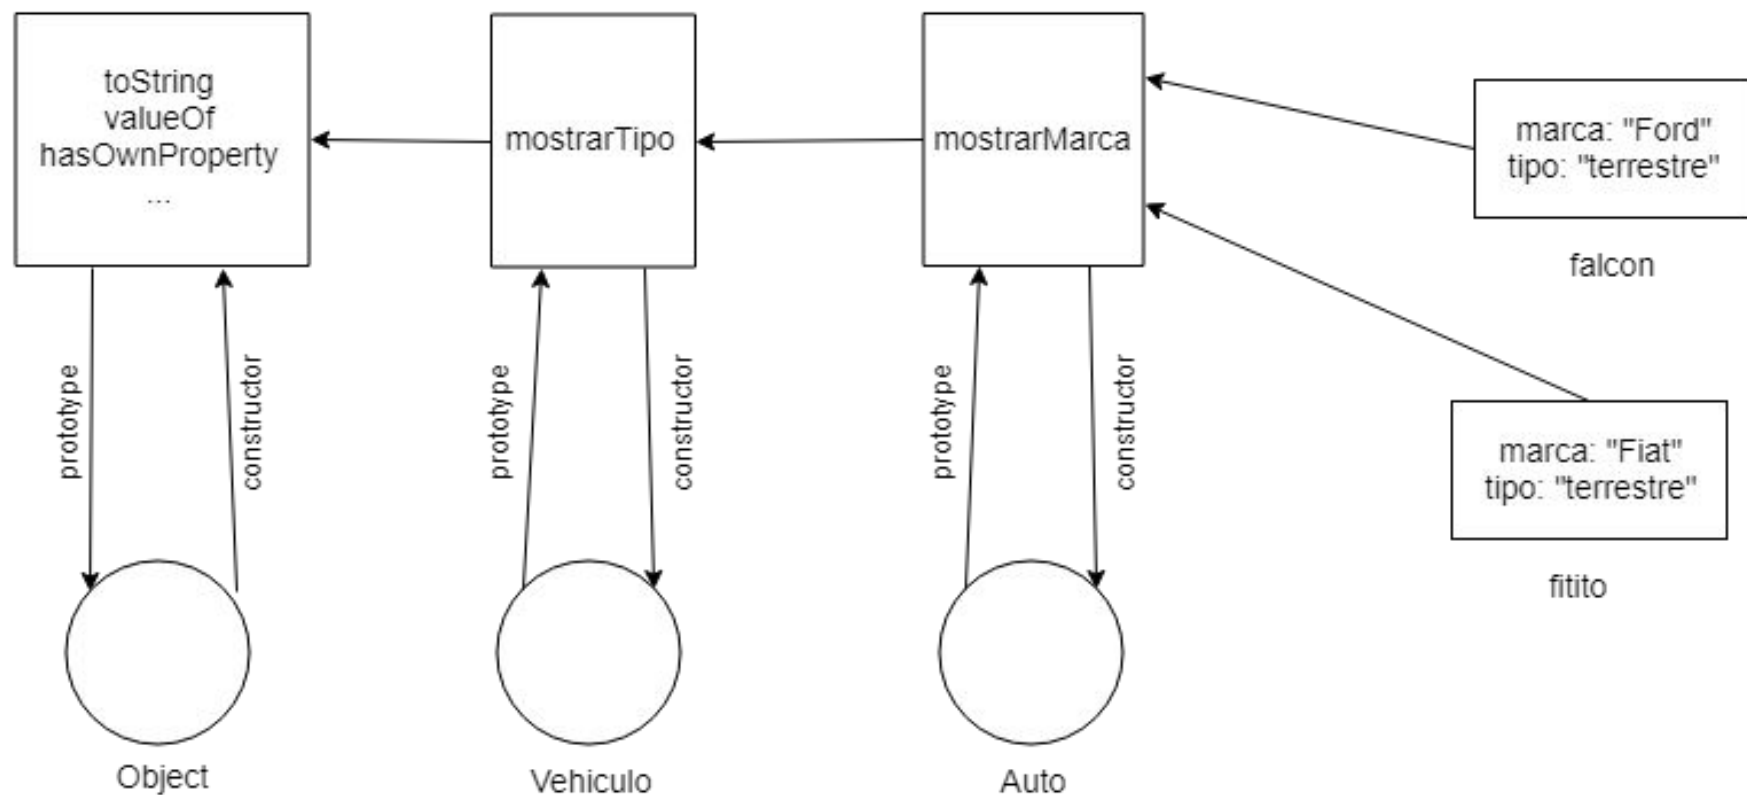 toString
valueOf
hasOwnProperty
...
mostrarTipo
mostrarMarca
marca: "Ford"
tipo: "terrestre"
falcon
prototype
constructor
prototype
constructor
prototype
constructor
marca: "Fiat"
tipo: "terrestre"
fitito
Object
Vehiculo
Auto